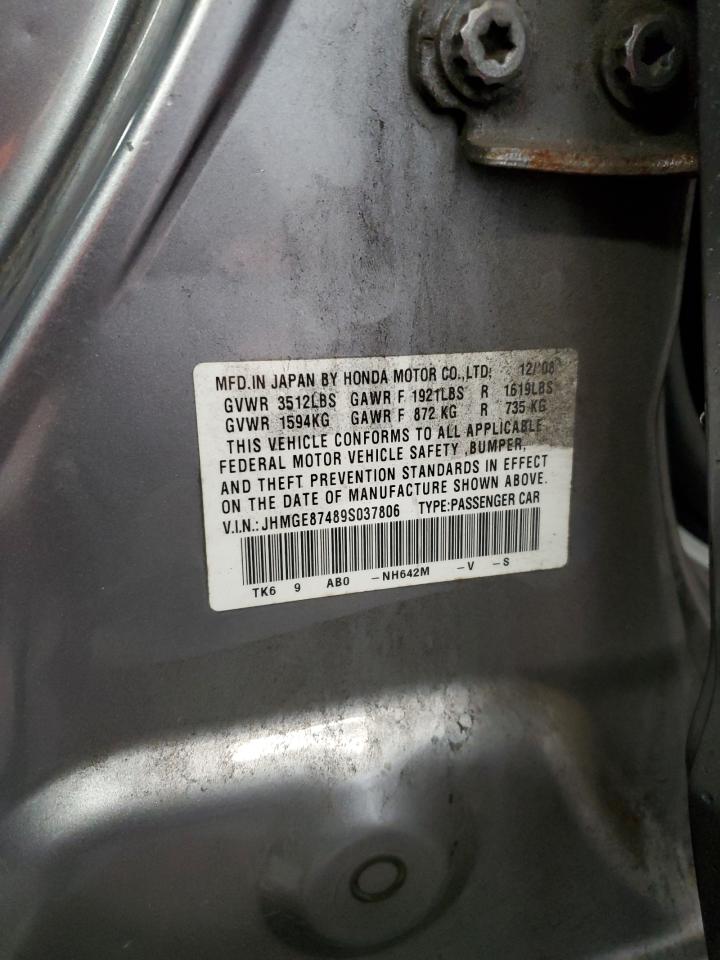 MFD.IN JAPAN BY HONDA MOTOR CO.,LTD; 12/'08
GVWR 3512LBS GAWR F 1921LBS R 1619LBS
GVWR 1594KG GAWR F 872 KG R 735 KG
THIS VEHICLE CONFORMS TO ALL APPLICABLE
FEDERAL MOTOR VEHICLE SAFETY ,BUMPER,
AND THEFT PREVENTION STANDARDS IN EFFECT
ON THE DATE OF MANUFACTURE SHOWN ABOVE.
V.I.N.:JHMGE87489S037806 TYPE:PASSENGER CAR
TK6 9 AB0 -NH642M -V -S